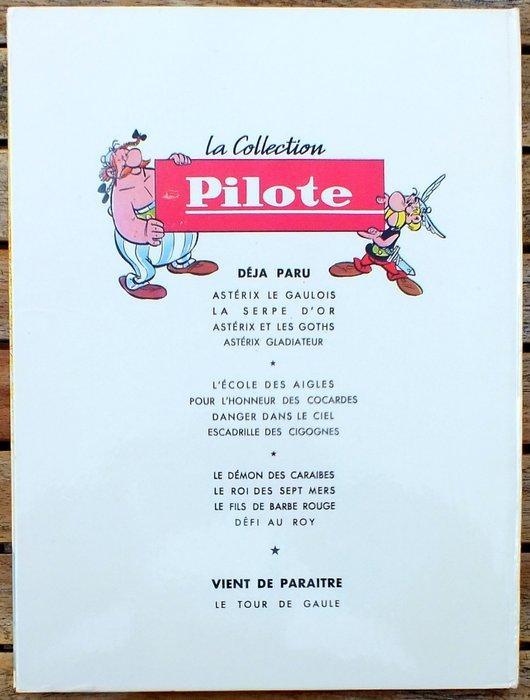 la Collection
Pilote
DÉJA PARU
ASTÉRIX LE GAULOIS
LA SERPE D'OR
ASTÉRIX ET LES GOTHS
ASTÉRIX GLADIATEUR
L'ÉCOLE DES AIGLES
POUR L'HONNEUR DES COCARDES
DANGER DANS LE CIEL
ESCADRILLE DES CIGOGNES
LE DÉMON DES CARAIBES
LE ROI DES SEPT MERS
LE FILS DE BARBE ROUGE
DÉFI AU ROY
VIENT DE PARAITRE
LE TOUR DE GAULE